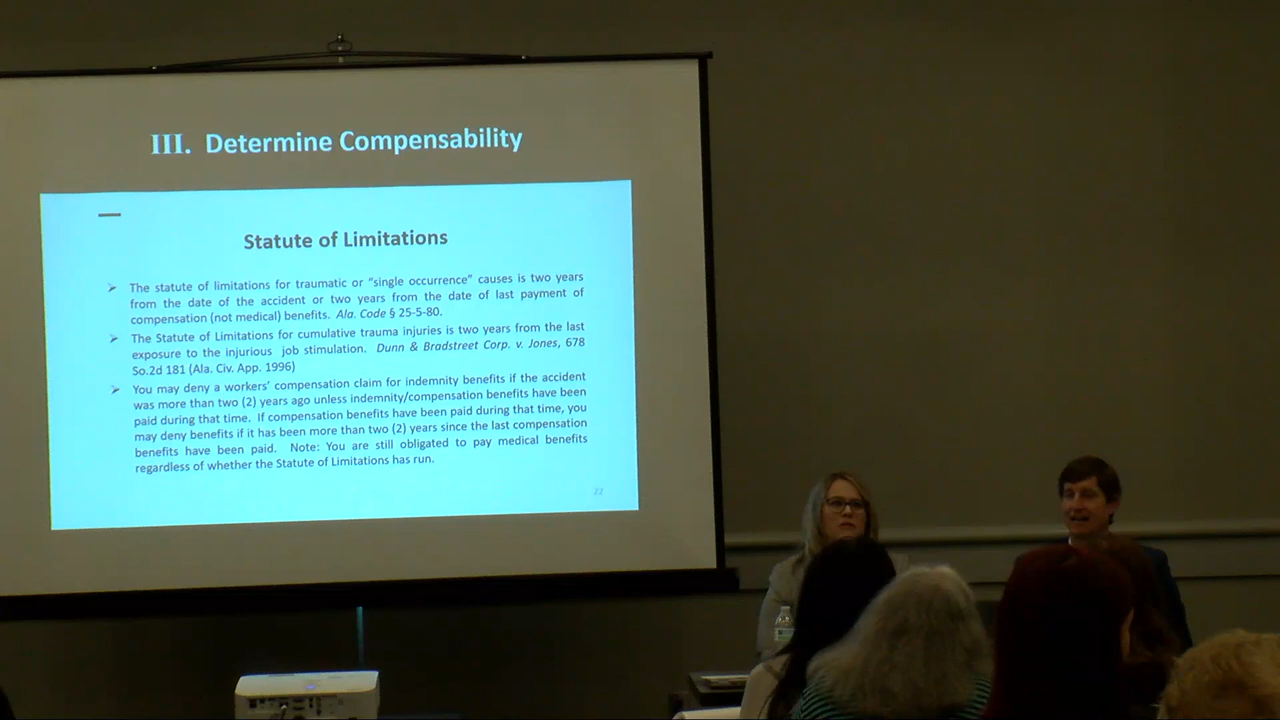 III. Determine Compensability
Statute of Limitations
➢ The statute of limitations for traumatic or “single occurrence” causes is two years
from the date of the accident or two years from the date of last payment of
compensation (not medical) benefits. Ala. Code § 25-5-80.
➢ The Statute of Limitations for cumulative trauma injuries is two years from the last
exposure to the injurious job stimulation. Dunn & Bradstreet Corp. v. Jones, 678
So.2d 181 (Ala. Civ. App. 1996)
➢ You may deny a workers’ compensation claim for indemnity benefits if the accident
was more than two (2) years ago unless indemnity/compensation benefits have been
paid during that time. If compensation benefits have been paid during that time, you
may deny benefits if it has been more than two (2) years since the last compensation
benefits have been paid. Note: You are still obligated to pay medical benefits
regardless of whether the Statute of Limitations has run.
22